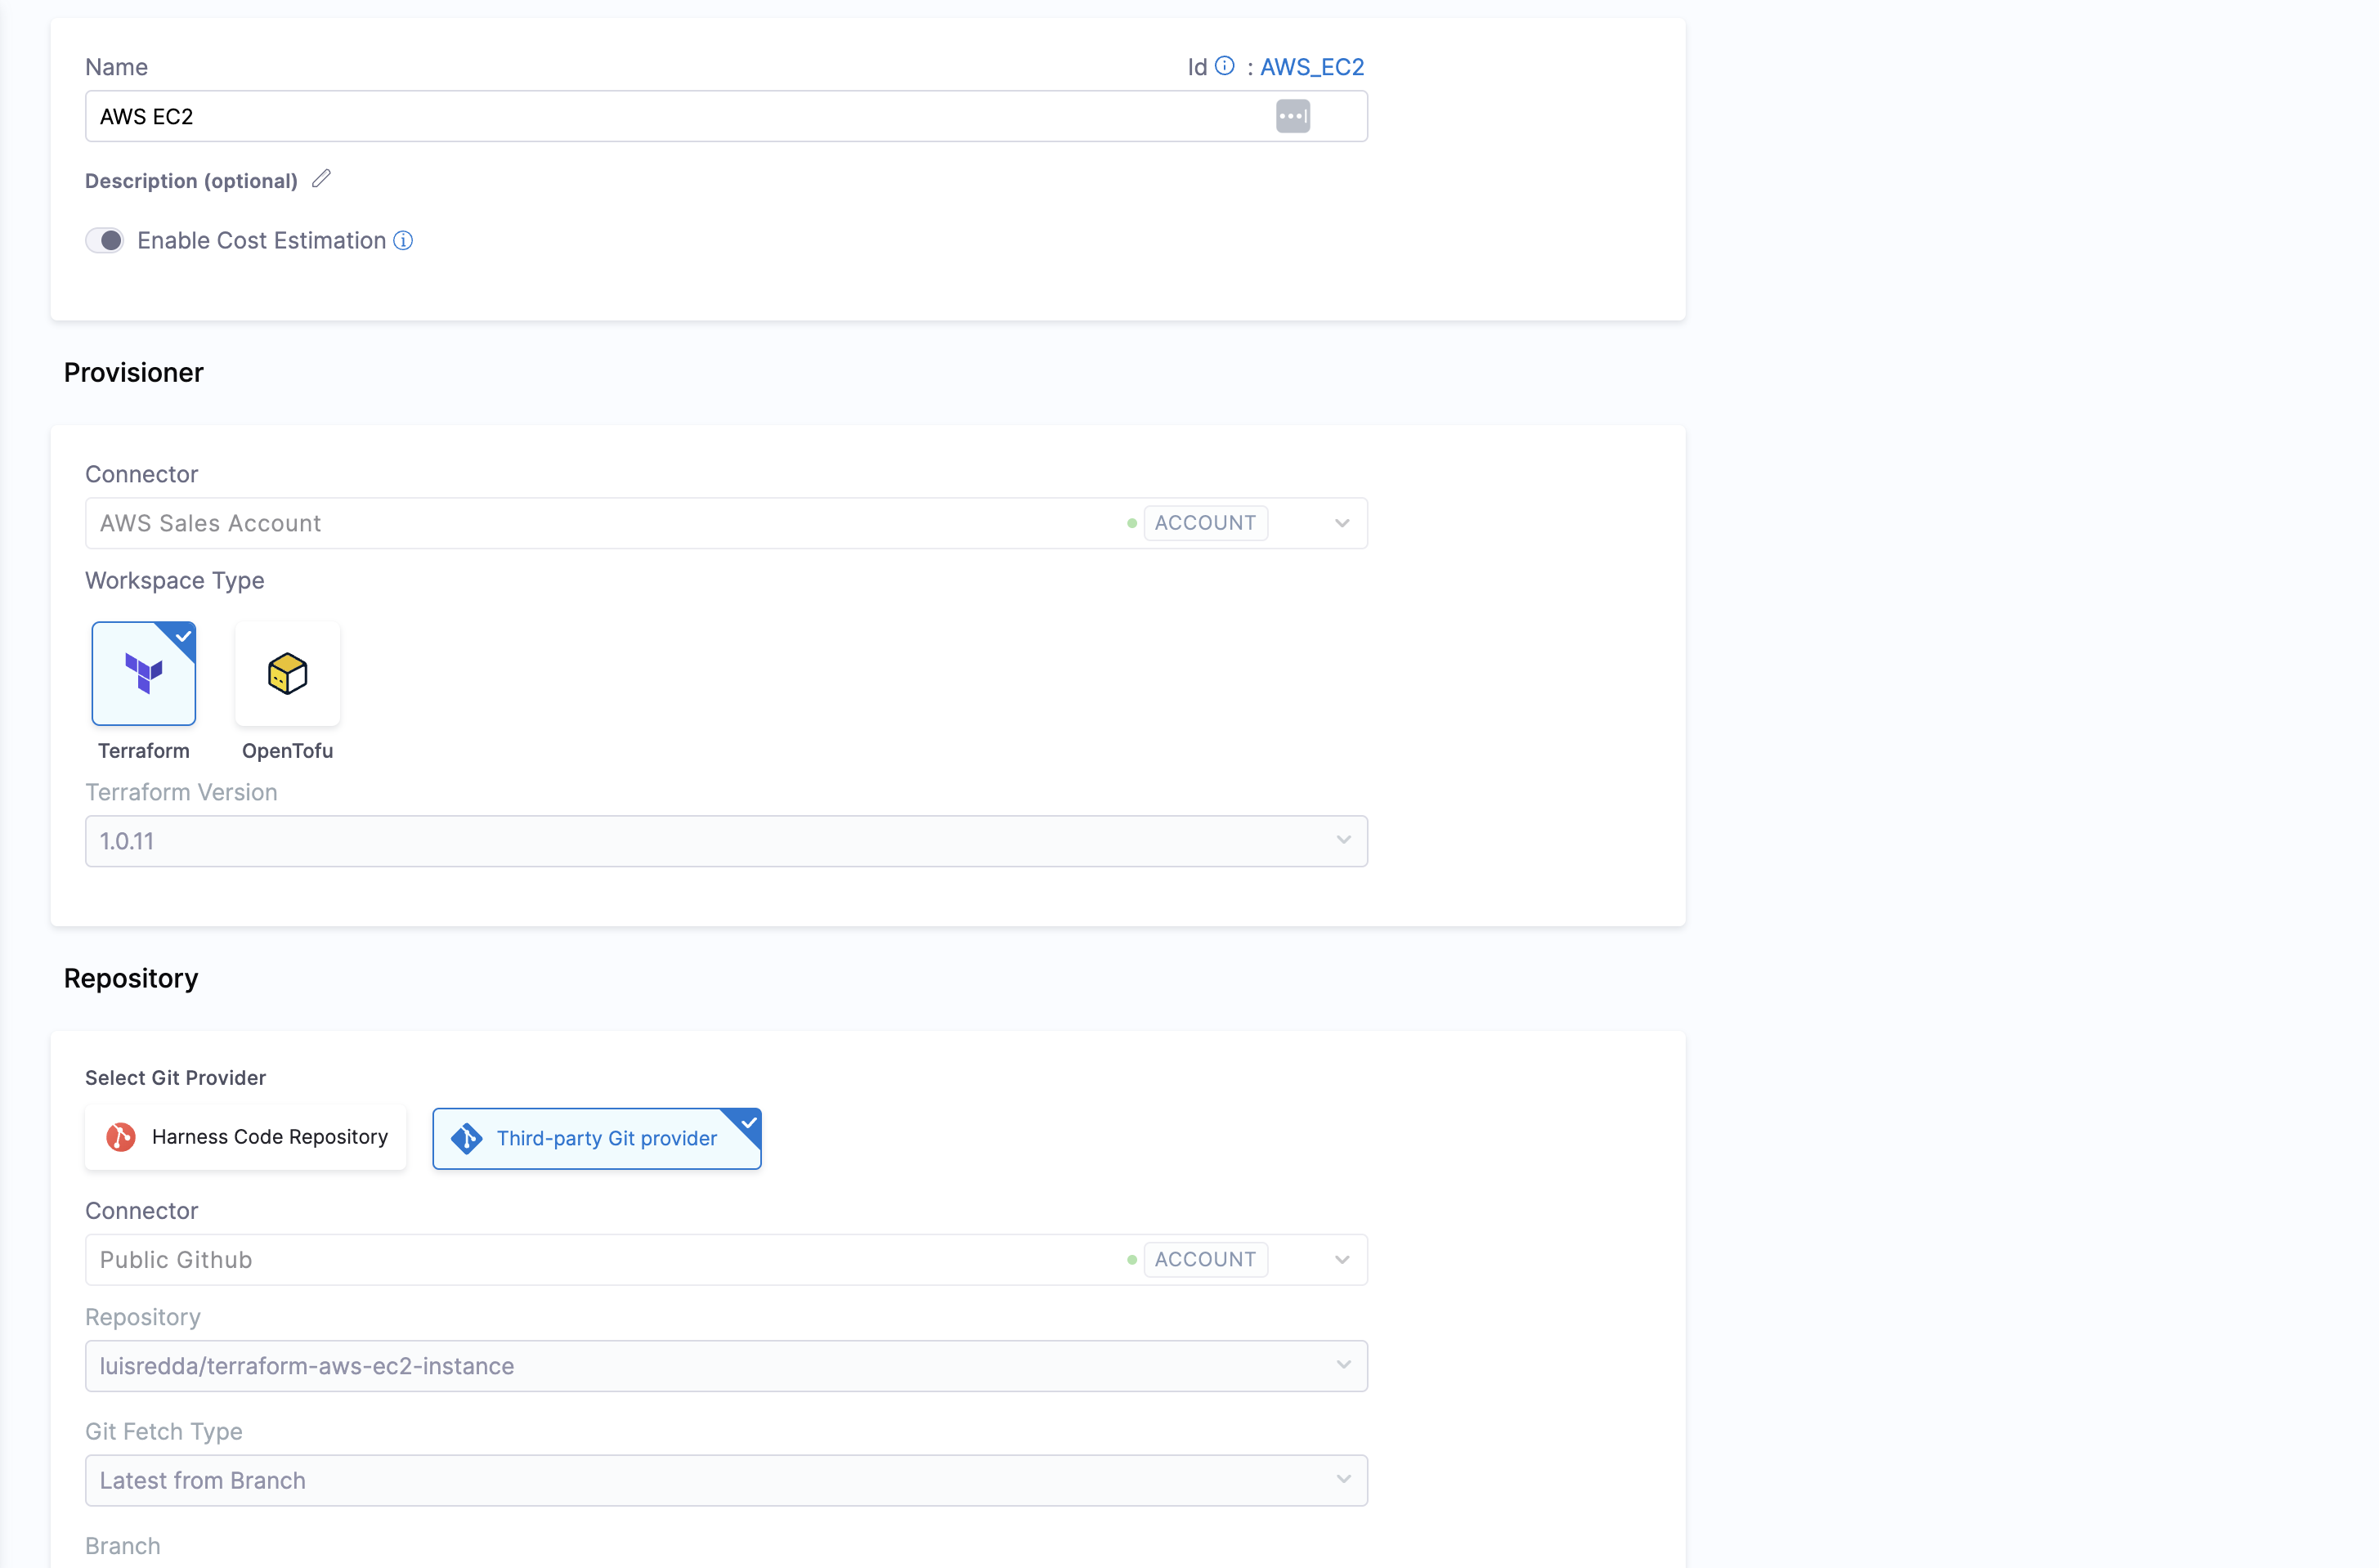 Name
Id : AWS_EC2
AWS EC2
Description (optional)
Enable Cost Estimation
Provisioner
Connector
AWS Sales Account
ACCOUNT
Workspace Type
Terraform
OpenTofu
Terraform Version
1.0.11
Repository
Select Git Provider
Harness Code Repository
Third-party Git provider
Connector
Public Github
ACCOUNT
Repository
luisredda/terraform-aws-ec2-instance
Git Fetch Type
Latest from Branch
Branch